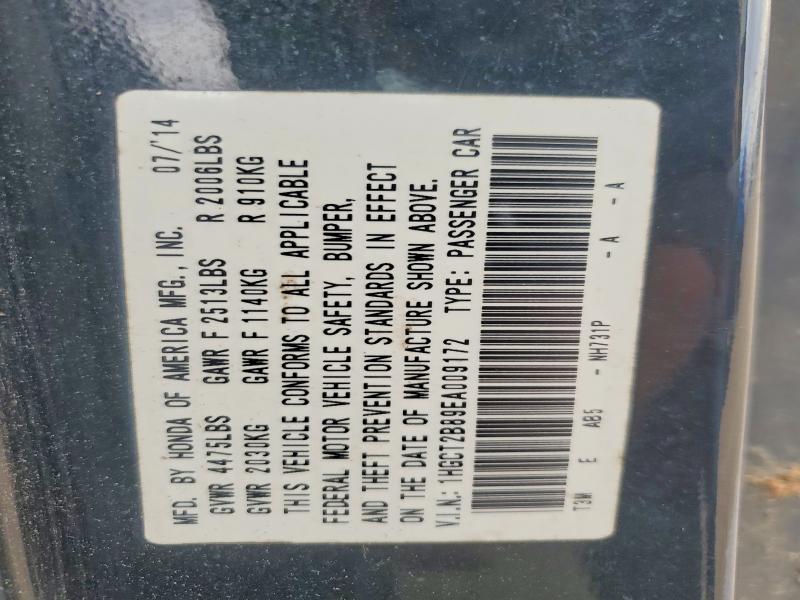 MFD. BY HONDA OF AMERICA MFG., INC. 07/'14
GVWR 4475LBS GAWR F 2513LBS R 2006LBS
GVWR 2030KG GAWR F 1140KG R 910KG
THIS VEHICLE CONFORMS TO ALL APPLICABLE
FEDERAL MOTOR VEHICLE SAFETY, BUMPER,
AND THEFT PREVENTION STANDARDS IN EFFECT
ON THE DATE OF MANUFACTURE SHOWN ABOVE.
V.I.N.: 1HGCT2B89EA009172 TYPE: PASSENGER CAR
T3W E AB5 - NH731P - A - A